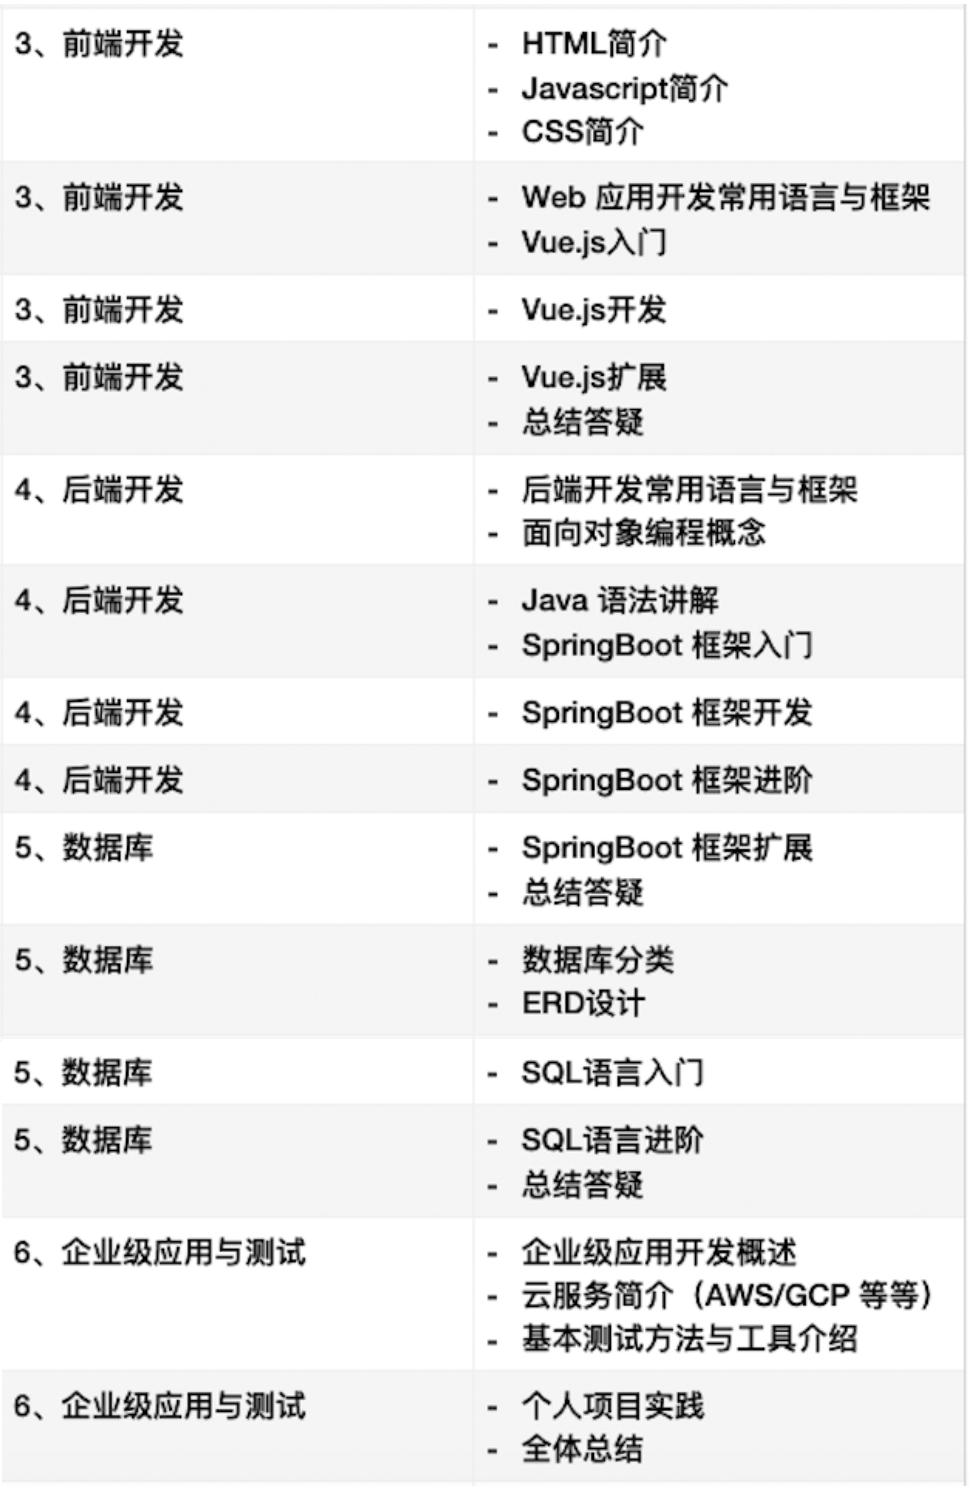 3、前端开发
- HTML简介
- Javascript简介
- CSS简介
3、前端开发
- Web 应用开发常用语言与框架
- Vue.js入门
3、前端开发
- Vue.js开发
3、前端开发
- Vue.js扩展
- 总结答疑
4、后端开发
- 后端开发常用语言与框架
- 面向对象编程概念
4、后端开发
- Java 语法讲解
- SpringBoot 框架入门
4、后端开发
- SpringBoot 框架开发
4、后端开发
- SpringBoot 框架进阶
5、数据库
- SpringBoot 框架扩展
- 总结答疑
5、数据库
- 数据库分类
- ERD设计
5、数据库
- SQL语言入门
5、数据库
- SQL语言进阶
- 总结答疑
6、企业级应用与测试
- 企业级应用开发概述
- 云服务简介（AWS/GCP 等等）
- 基本测试方法与工具介绍
6、企业级应用与测试
- 个人项目实践
- 全体总结